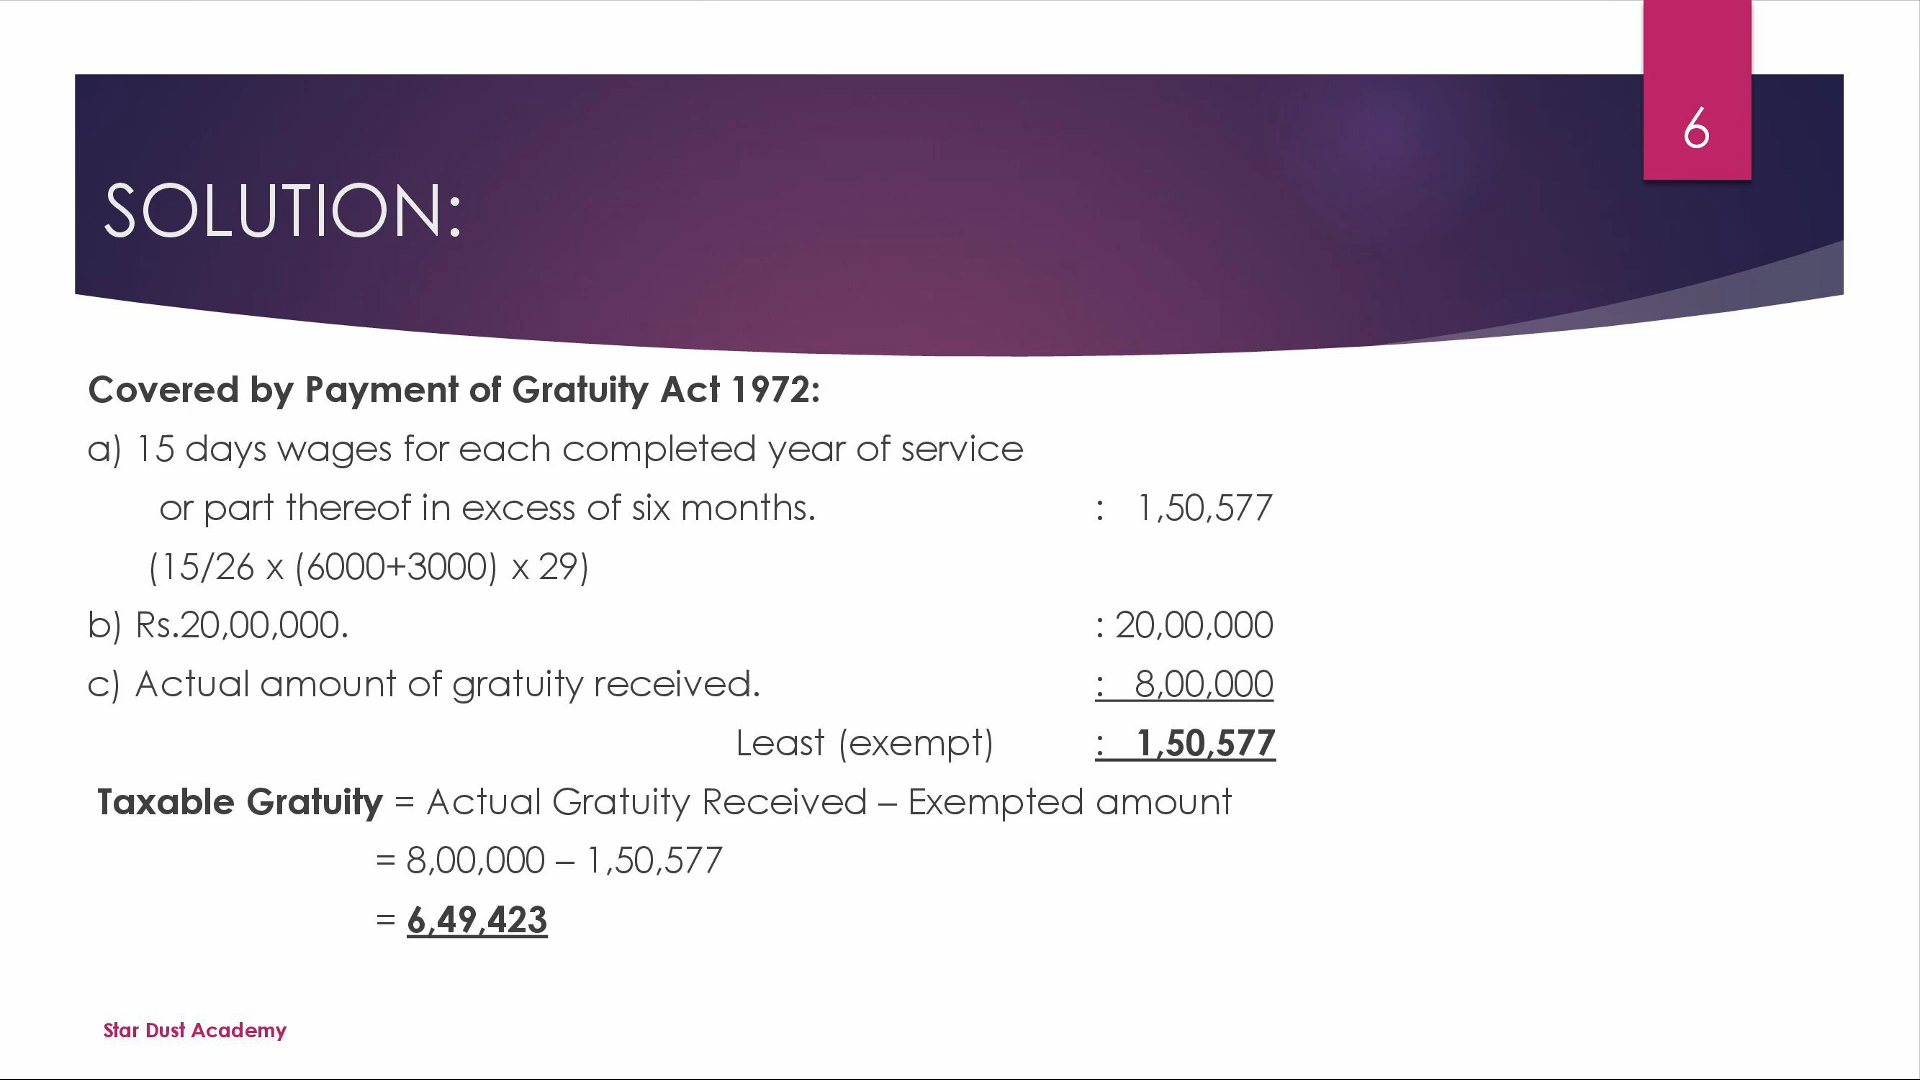 6
SOLUTION:
Covered by Payment of Gratuity Act 1972:
a) 15 days wages for each completed year of service
or part thereof in excess of six months. : 1,50,577
(15/26 x (6000+3000) x 29)
b) Rs.20,00,000. : 20,00,000
c) Actual amount of gratuity received. : 8,00,000
Least (exempt) : 1,50,577
Taxable Gratuity = Actual Gratuity Received – Exempted amount
= 8,00,000 – 1,50,577
= 6,49,423
Star Dust Academy